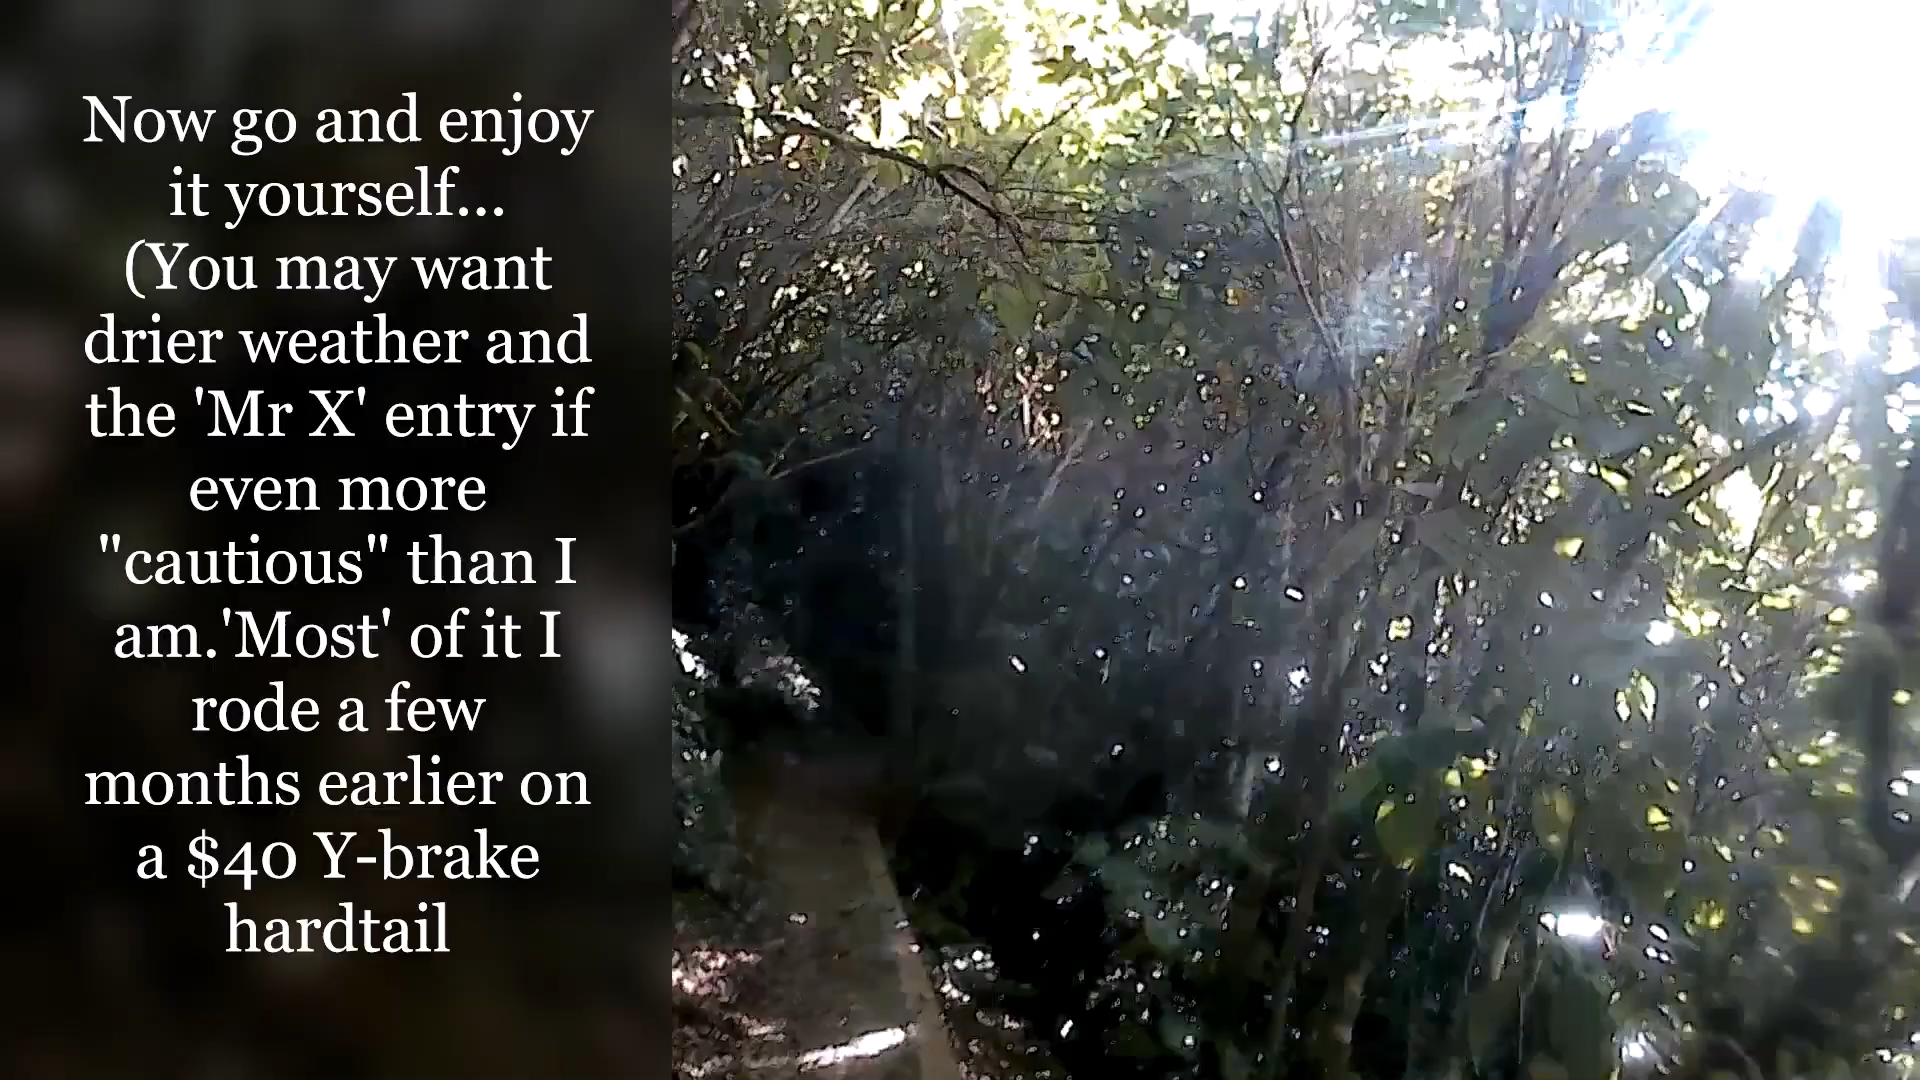 Now go and enjoy
it yourself...
(You may want
drier weather and
the 'Mr X' entry if
even more
"cautious" than I
am.'Most' of it I
rode a few
months earlier on
a $40 Y-brake
hardtail